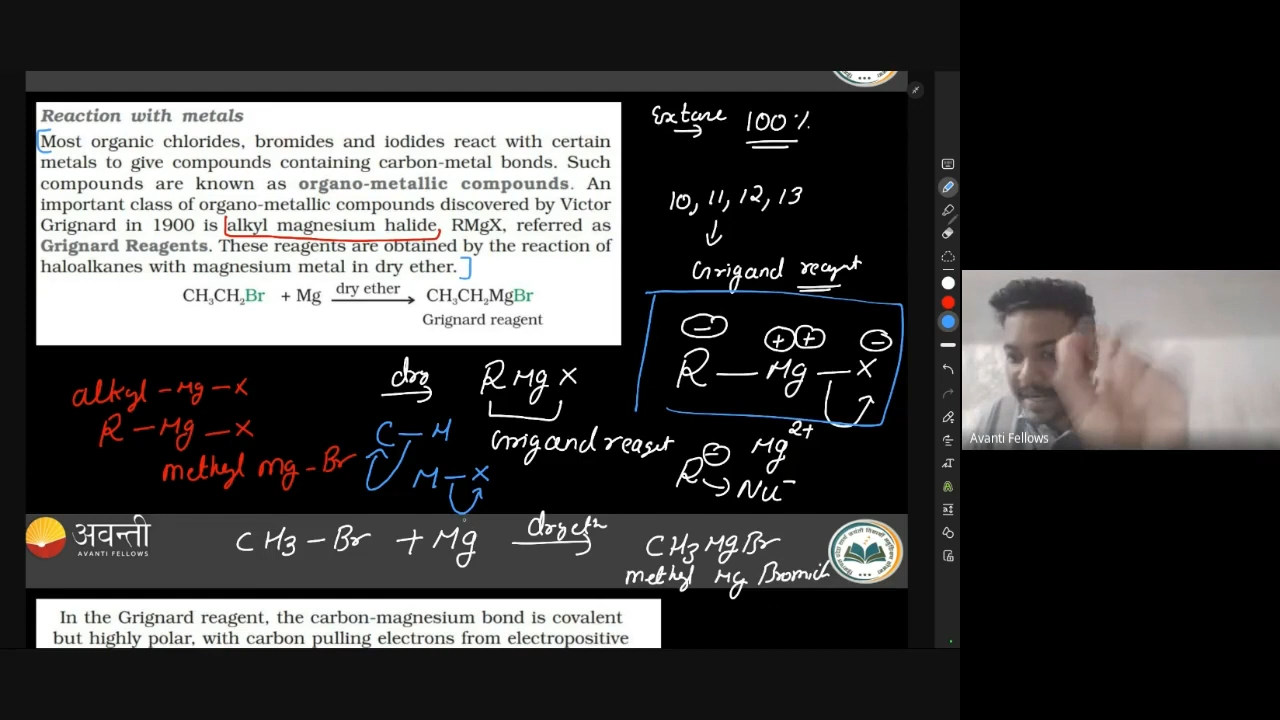 Reaction with metals
Most organic chlorides, bromides and iodides react with certain
metals to give compounds containing carbon-metal bonds. Such
compounds are known as organo-metallic compounds. An
important class of organo-metallic compounds discovered by Victor
Grignard in 1900 is alkyl magnesium halide, RMgX, referred as
Grignard Reagents. These reagents are obtained by the reaction of
haloalkanes with magnesium metal in dry ether.
CH₃CH₂Br + Mg dry ether CH₃CH₂MgBr
Grignard reagent
Extare 100%
10, 11, 12, 13
Grigand reagent
R — Mg — X
alkyl - Mg - X
R - Mg - X
methyl Mg - Br
dry R Mg X
Grigand reagent
C - M
M - X
Mg²⁺
R⊖ → Nu⁻
अवन्ती
AVANTI FELLOWS
CH3 - Br + Mg dry eth CH3MgBr
methyl Mg Bromid
In the Grignard reagent, the carbon-magnesium bond is covalent
but highly polar, with carbon pulling electrons from electropositive
Avanti Fellows